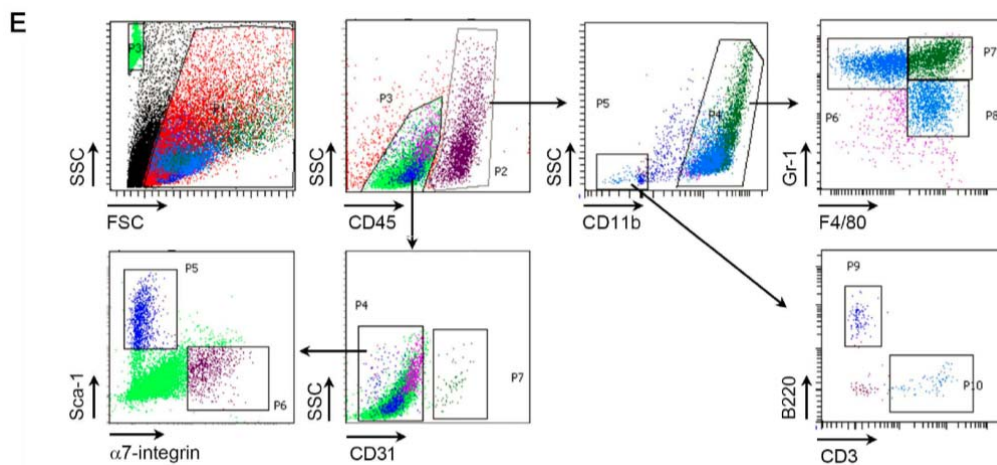 E
P3
P1
SSC
FSC
P3
P2
SSC
CD45
P5
P4
SSC
CD11b
P7
P6
P8
Gr-1
F4/80
P5
P6
Sca-1
α7-integrin
P4
P7
SSC
CD31
P9
P10
B220
CD3